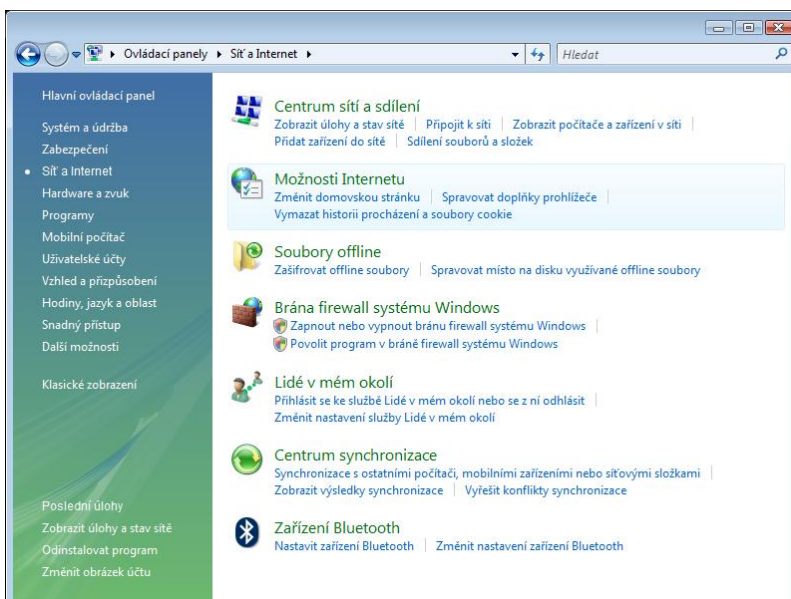 Ovládací panely Síť a Internet
Hledat
Hlavní ovládací panel
Systém a údržba
Zabezpečení
Síť a Internet
Hardware a zvuk
Programy
Mobilní počítač
Uživatelské účty
Vzhled a přizpůsobení
Hodiny, jazyk a oblast
Snadný přístup
Další možnosti
Klasické zobrazení
Poslední úlohy
Zobrazit úlohy a stav sítě
Odinstalovat program
Změnit obrázek účtu
Centrum sítí a sdílení
Zobrazit úlohy a stav sítě Připojit k síti Zobrazit počítače a zařízení v síti
Přidat zařízení do sítě Sdílení souborů a složek
Možnosti Internetu
Změnit domovskou stránku Spravovat doplňky prohlížeče
Vymazat historii procházení a soubory cookie
Soubory offline
Zašifrovat offline soubory Spravovat místo na disku využívané offline soubory
Brána firewall systému Windows
Zapnout nebo vypnout bránu firewall systému Windows
Povolit program v bráně firewall systému Windows
Lidé v mém okolí
Přihlásit se ke službě Lidé v mém okolí nebo se z ní odhlásit
Změnit nastavení služby Lidé v mém okolí
Centrum synchronizace
Synchronizace s ostatními počítači, mobilními zařízeními nebo síťovými složkami
Zobrazit výsledky synchronizace Vyřešit konflikty synchronizace
Zařízení Bluetooth
Nastavit zařízení Bluetooth Změnit nastavení zařízení Bluetooth